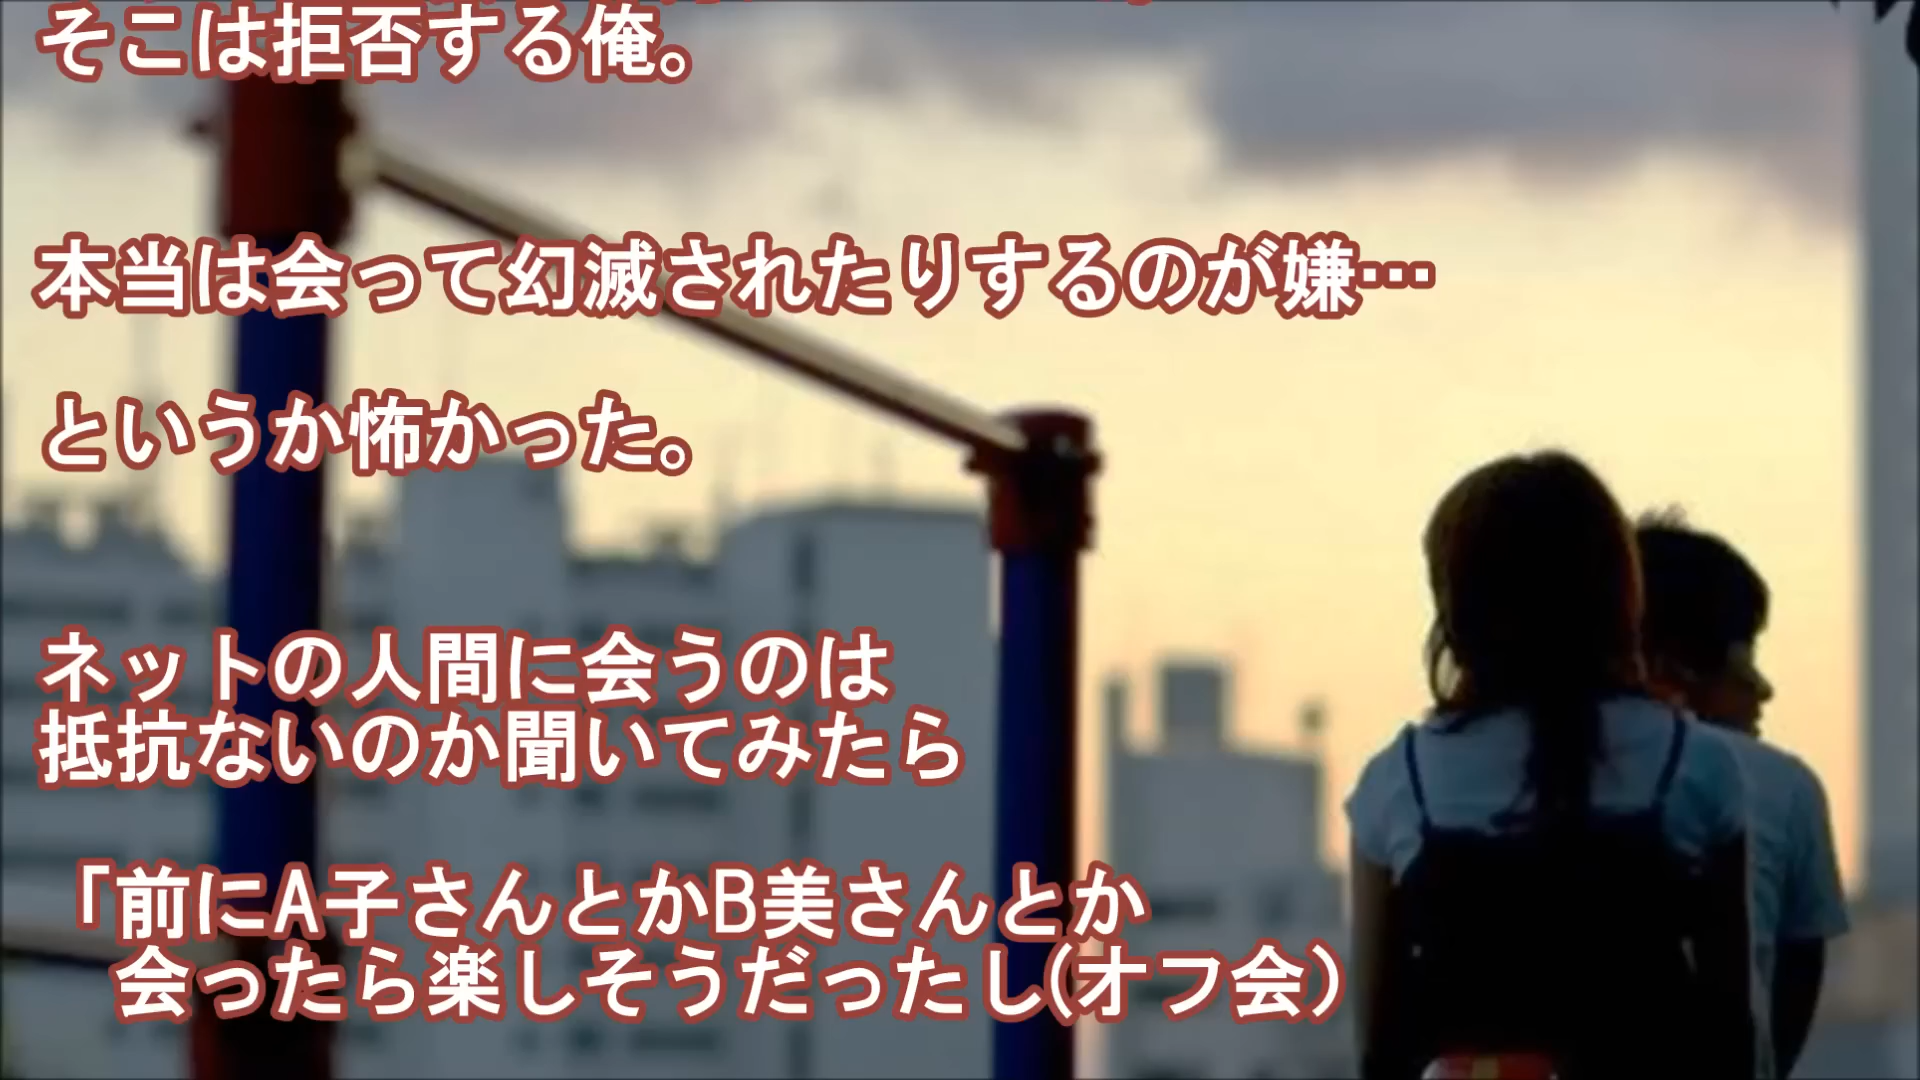 そこは拒否する俺。
本当は会って幻滅されたりするのが嫌…
というか怖かった。
ネットの人間に会うのは
抵抗ないのか聞いてみたら
「前にA子さんとかB美さんとか
会ったら楽しそうだったし(オフ会)